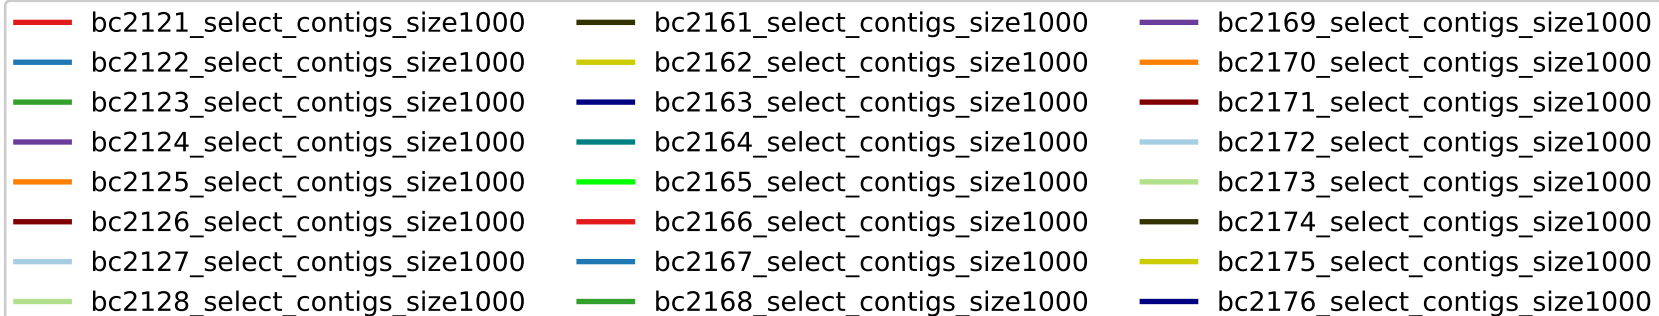 bc2121_select_contigs_size1000
bc2122_select_contigs_size1000
bc2123_select_contigs_size1000
bc2124_select_contigs_size1000
bc2125_select_contigs_size1000
bc2126_select_contigs_size1000
bc2127_select_contigs_size1000
bc2128_select_contigs_size1000
bc2161_select_contigs_size1000
bc2162_select_contigs_size1000
bc2163_select_contigs_size1000
bc2164_select_contigs_size1000
bc2165_select_contigs_size1000
bc2166_select_contigs_size1000
bc2167_select_contigs_size1000
bc2168_select_contigs_size1000
bc2169_select_contigs_size1000
bc2170_select_contigs_size1000
bc2171_select_contigs_size1000
bc2172_select_contigs_size1000
bc2173_select_contigs_size1000
bc2174_select_contigs_size1000
bc2175_select_contigs_size1000
bc2176_select_contigs_size1000